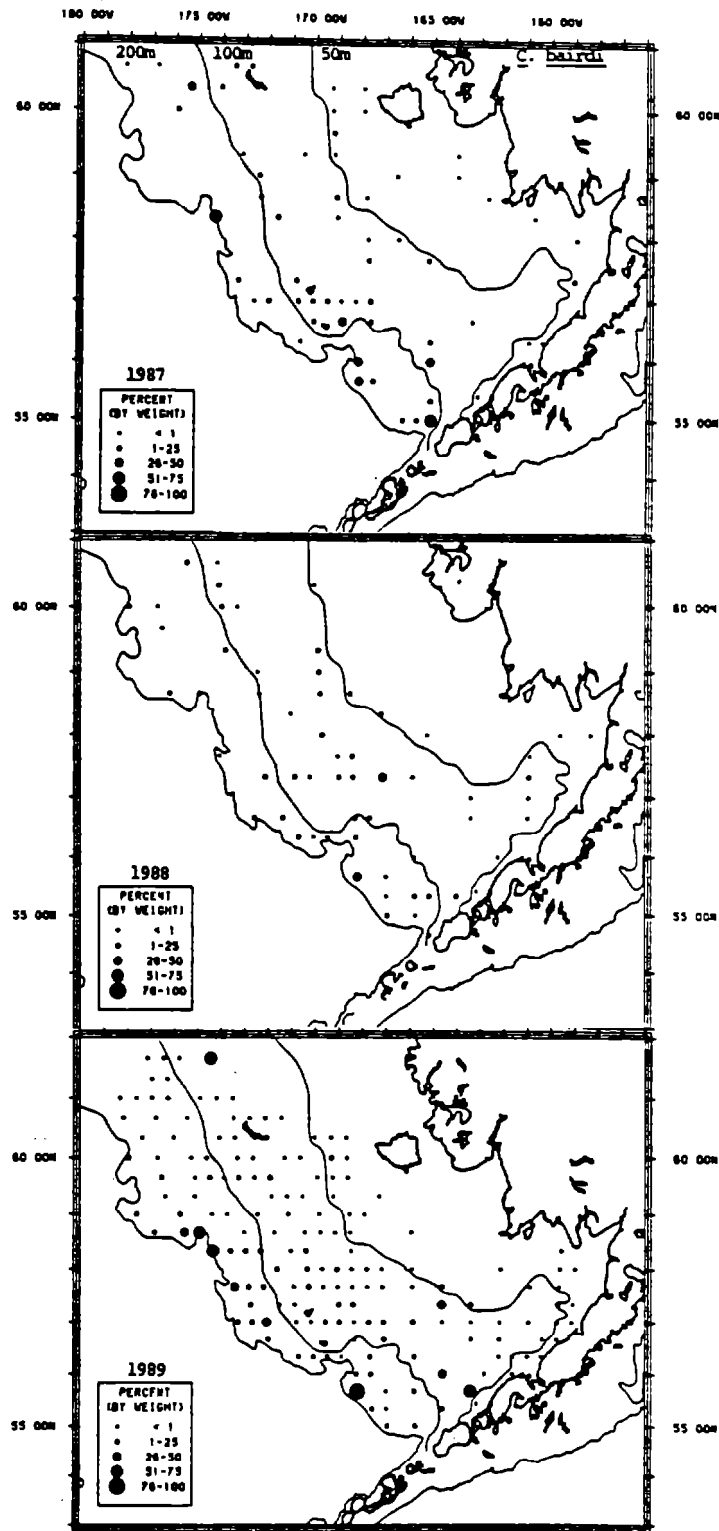 180 00W 175 00W 170 00W 165 00W 160 00W
200m 100m 50m C. bairdi
60 00N 60 00N
55 00N 55 00N
1987
PERCENT
(BY WEIGHT)
< 1
1-25
26-50
51-75
76-100
60 00N 60 00N
55 00N 55 00N
1988
PERCENT
(BY WEIGHT)
< 1
1-25
26-50
51-75
76-100
60 00N 60 00N
55 00N 55 00N
1989
PERCENT
(BY WEIGHT)
< 1
1-25
26-50
51-75
76-100